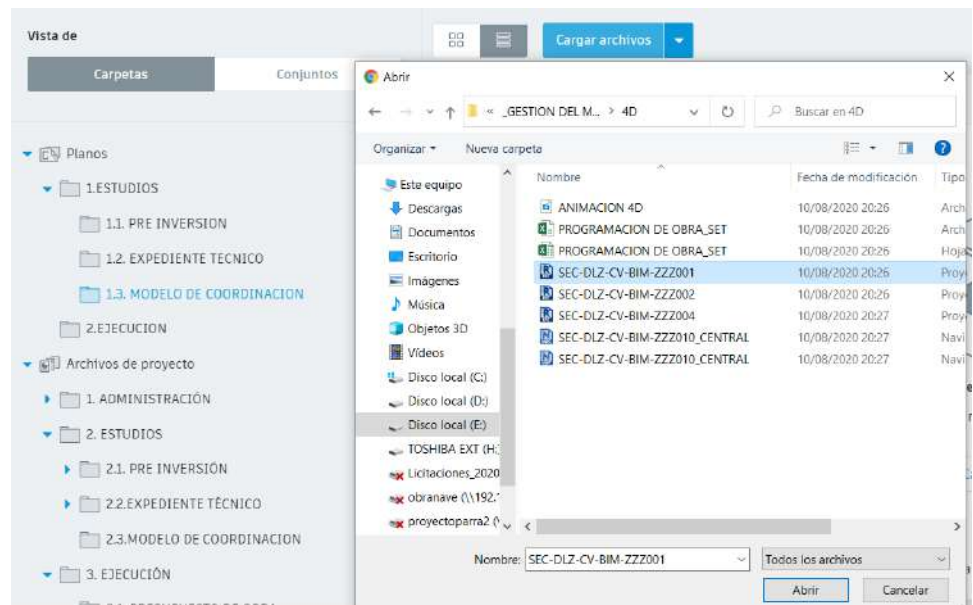 Vista de
Carpetas
Conjuntos
Cargar archivos
Planos
1.ESTUDIOS
1.1. PRE INVERSION
1.2. EXPEDIENTE TECNICO
1.3. MODELO DE COORDINACION
2.EJECUCION
Archivos de proyecto
1. ADMINISTRACIÓN
2. ESTUDIOS
2.1. PRE INVERSIÓN
2.2.EXPEDIENTE TÉCNICO
2.3.MODELO DE COORDINACION
3. EJECUCIÓN
Abrir
« _GESTION DEL M... > 4D
Buscar en 4D
Organizar
Nueva carpeta
Este equipo
Descargas
Documentos
Escritorio
Imágenes
Música
Objetos 3D
Vídeos
Disco local (C:)
Disco local (D:)
Disco local (E:)
TOSHIBA EXT (H:
Licitaciones_2020
obranave (\\192.
proyectoparra2 (
Nombre Fecha de modificación Tipo
ANIMACION 4D 10/08/2020 20:26 Arch
PROGRAMACION DE OBRA_SET 10/08/2020 20:26 Arch
PROGRAMACION DE OBRA_SET 10/08/2020 20:26 Hoja
SEC-DLZ-CV-BIM-ZZZ001 10/08/2020 20:26 Proy
SEC-DLZ-CV-BIM-ZZZ002 10/08/2020 20:26 Proy
SEC-DLZ-CV-BIM-ZZZ004 10/08/2020 20:27 Proy
SEC-DLZ-CV-BIM-ZZZ010_CENTRAL 10/08/2020 20:27 Navi
SEC-DLZ-CV-BIM-ZZZ010_CENTRAL 10/08/2020 20:27 Navi
Nombre: SEC-DLZ-CV-BIM-ZZZ001
Todos los archivos
Abrir
Cancelar